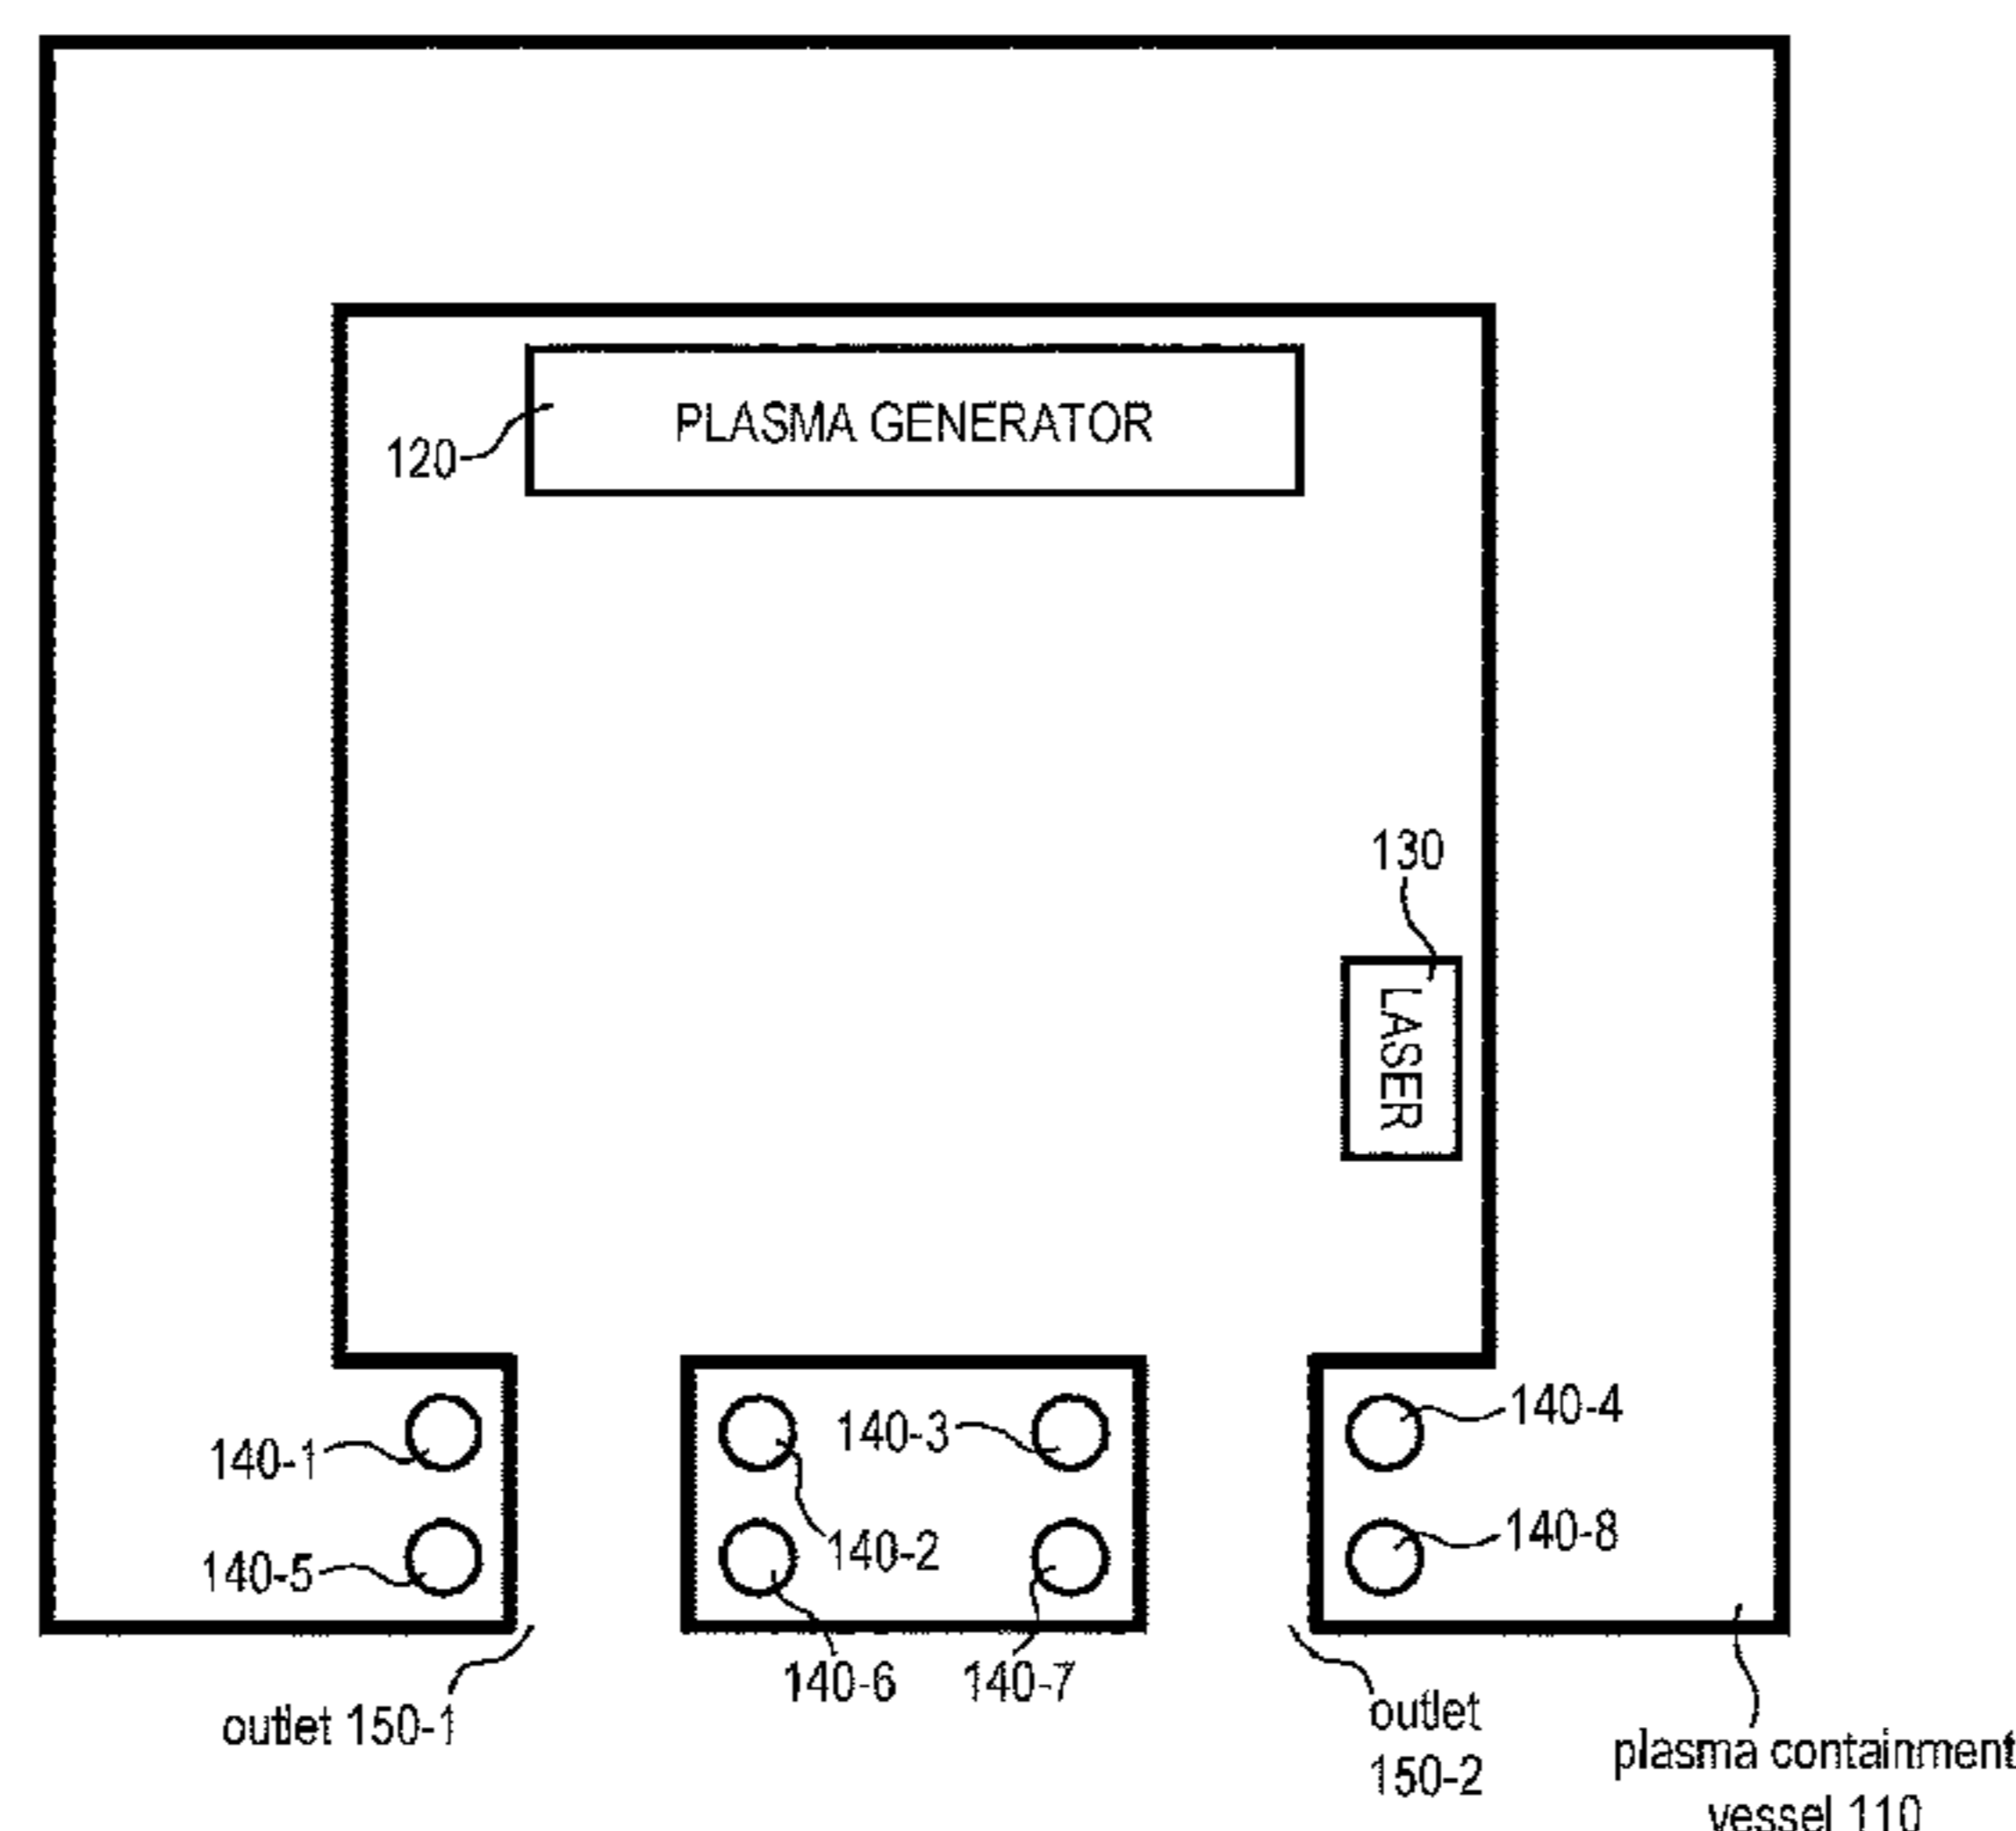 PLASMA GENERATOR
120
130
LASER
140-1
140-3
140-4
140-2
140-5
140-8
140-6
140-7
outlet 150-1
outlet
150-2
plasma containment
vessel 110